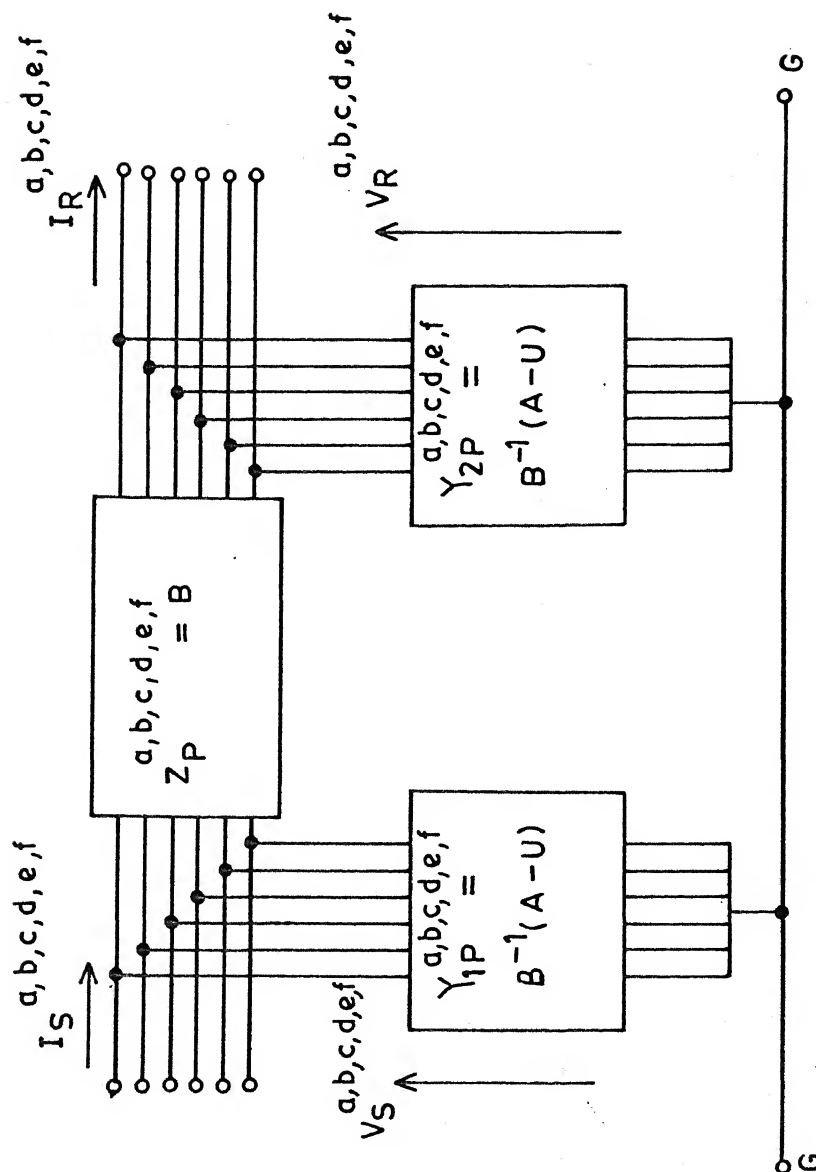 I_S a,b,c,d,e,f
I_R a,b,c,d,e,f
Z_P a,b,c,d,e,f = B
V_S a,b,c,d,e,f
Y_1P a,b,c,d,e,f =
B⁻¹(A-U)
Y_2P a,b,c,d,e,f =
B⁻¹(A-U)
V_R a,b,c,d,e,f
G
G